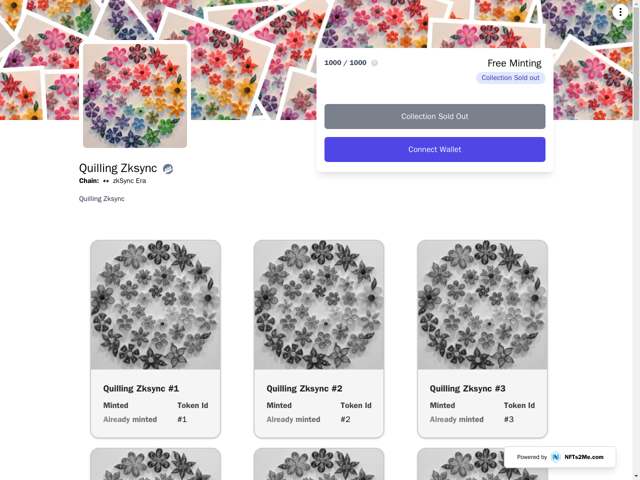 1000 / 1000
Free Minting
Collection Sold out
Collection Sold Out
Connect Wallet
Quilling Zksync
Chain: zkSync Era
Quilling Zksync
Quilling Zksync #1
Minted Token Id
Already minted #1
Quilling Zksync #2
Minted Token Id
Already minted #2
Quilling Zksync #3
Minted Token Id
Already minted #3
Powered by NFTs2Me.com